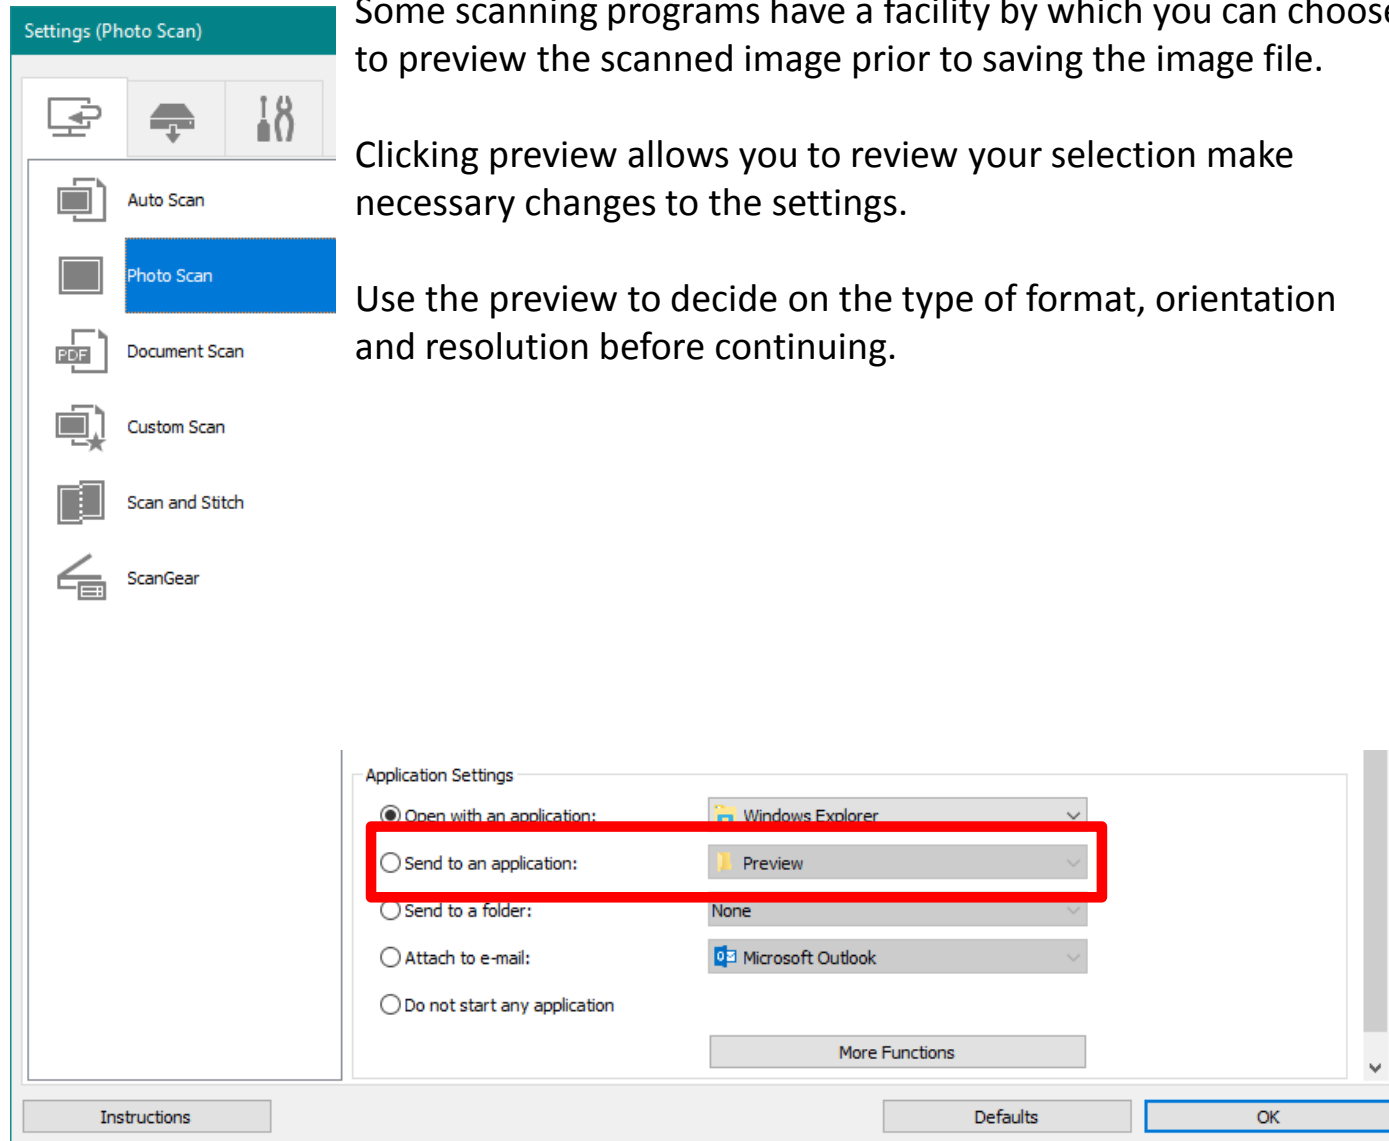 Settings (Photo Scan)
Some scanning programs have a facility by which you can choose
to preview the scanned image prior to saving the image file.
Clicking preview allows you to review your selection make
necessary changes to the settings.
Use the preview to decide on the type of format, orientation
and resolution before continuing.
Auto Scan
Photo Scan
PDF
Document Scan
Custom Scan
Scan and Stitch
ScanGear
Application Settings
Open with an application: Windows Explorer
Send to an application: Preview
Send to a folder: None
Attach to e-mail: Microsoft Outlook
Do not start any application
More Functions
Instructions Defaults OK